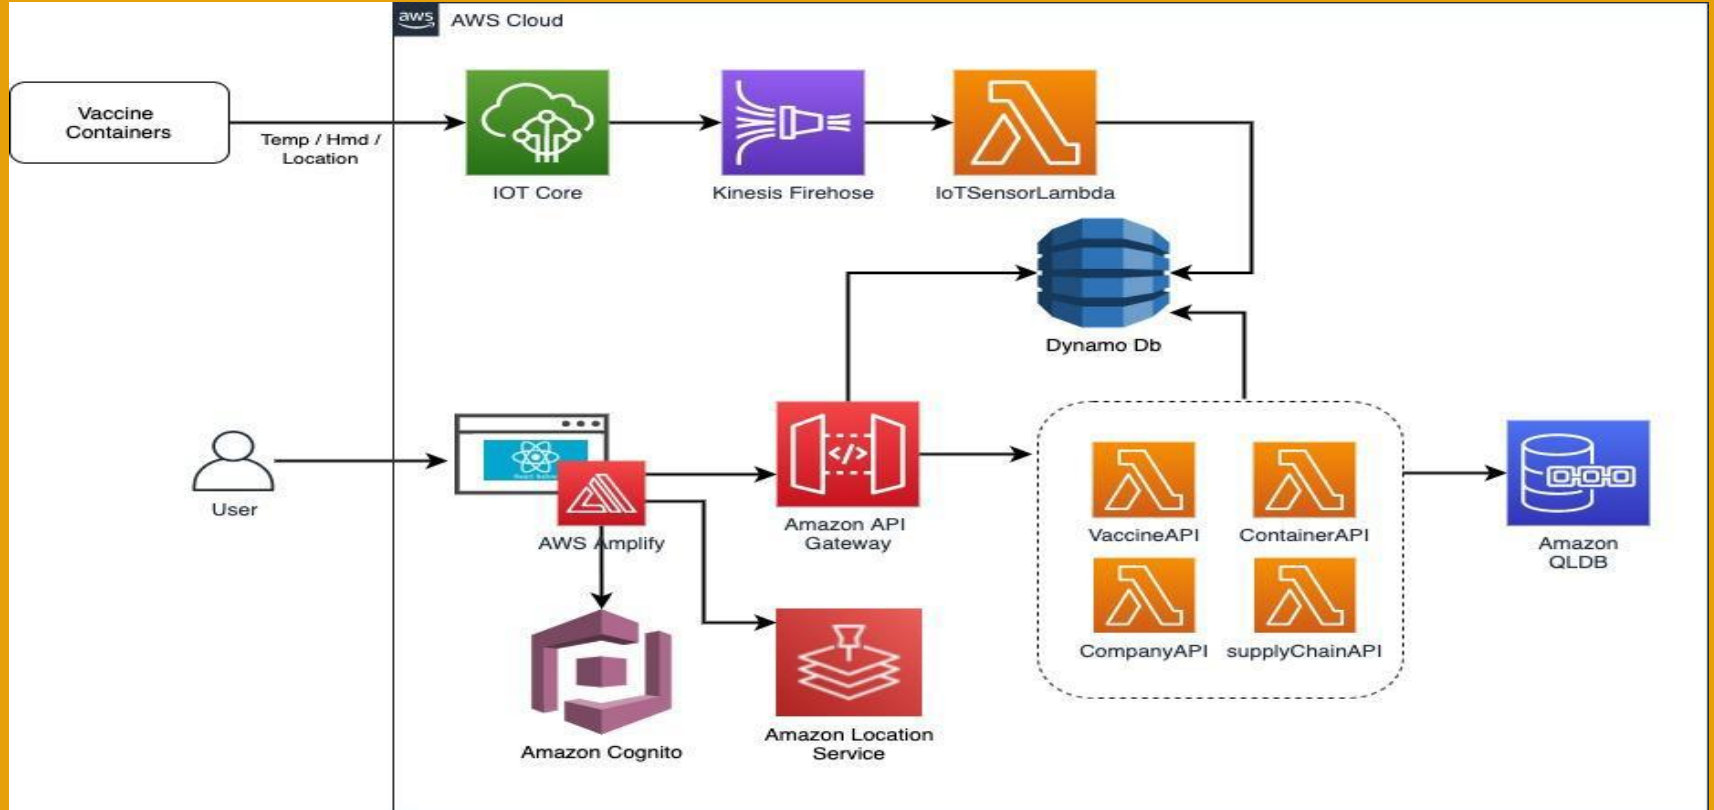 aws AWS Cloud
Vaccine
Containers
Temp / Hmd /
Location
IOT Core
Kinesis Firehose
IoTSensorLambda
Dynamo Db
User
AWS Amplify
Amazon API
Gateway
VaccineAPI
ContainerAPI
CompanyAPI
supplyChainAPI
Amazon
QLDB
Amazon Cognito
Amazon Location
Service